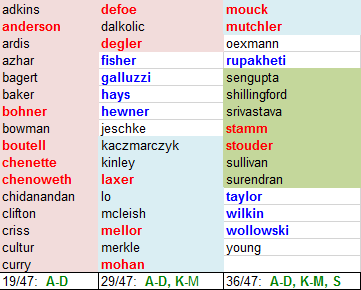 adkins defoe mouck
anderson dalkolic mutchler
ardis degler oexmann
azhar fisher rupakheti
bagert galluzzi sengupta
baker hays shillingford
bohner hewner srivastava
bowman jeschke stamm
boutell kaczmarczyk stouder
chenette kinley sullivan
chenoweth laxer surendran
chidanandan lo taylor
clifton mcleish wilkin
criss mellor wollowski
cultur merkle young
curry mohan
19/47: A-D 29/47: A-D, K-M 36/47: A-D, K-M, S